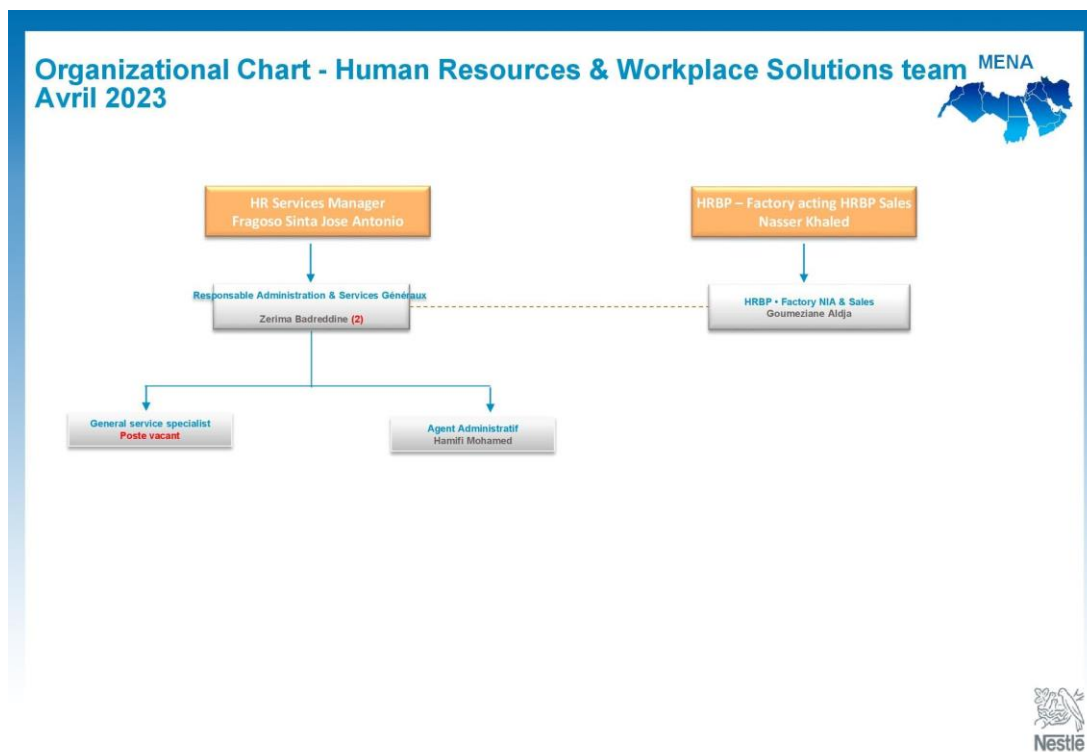 Organizational Chart - Human Resources & Workplace Solutions team
Avril 2023
MENA
HR Services Manager
Fragoso Sinta Jose Antonio
HRBP – Factory acting HRBP Sales
Nasser Khaled
Responsable Administration & Services Généraux
Zerima Badreddine (2)
HRBP • Factory NIA & Sales
Goumeziane Aldja
General service specialist
Poste vacant
Agent Administratif
Hamifi Mohamed
Nestlé